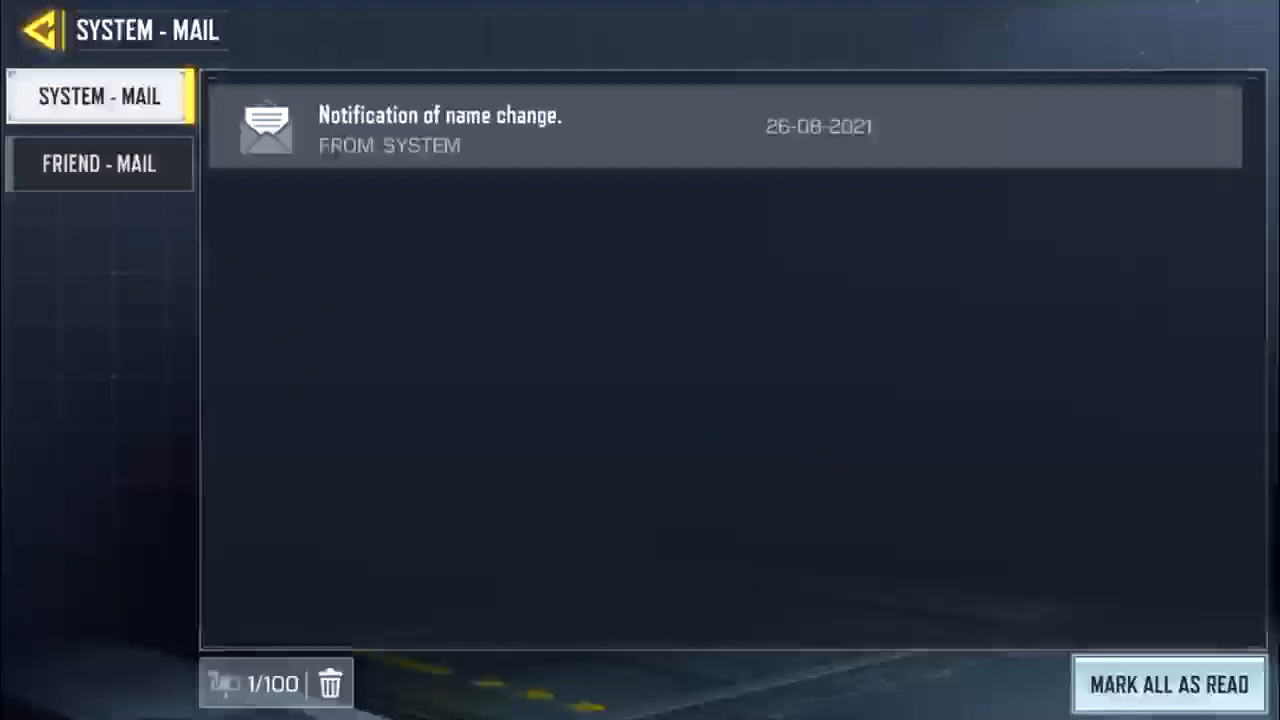 SYSTEM - MAIL
SYSTEM - MAIL
FRIEND - MAIL
Notification of name change.
FROM SYSTEM
26-08-2021
1/100
MARK ALL AS READ